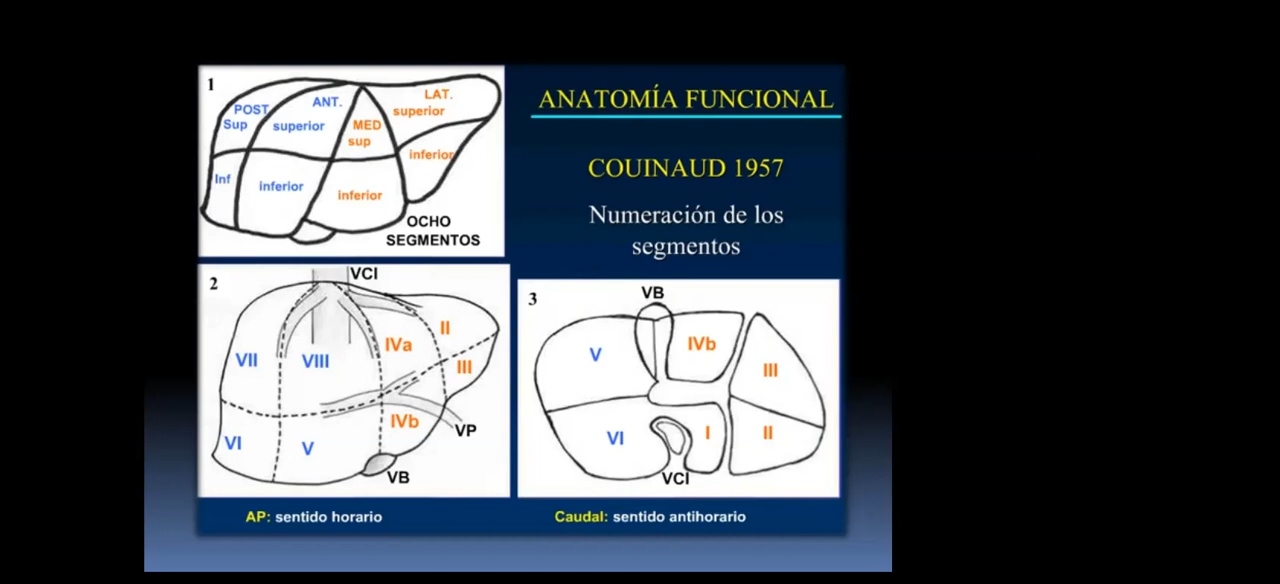 ANATOMÍA FUNCIONAL
COUINAUD 1957
Numeración de los
segmentos
1
POST
Sup
ANT.
superior
MED
sup
LAT.
superior
inferior
Inf
inferior
inferior
OCHO
SEGMENTOS
2
VCI
VII
VIII
IVa
II
III
VI
V
IVb
VP
VB
AP: sentido horario
3
VB
V
IVb
III
VI
I
II
VCI
Caudal: sentido antihorario